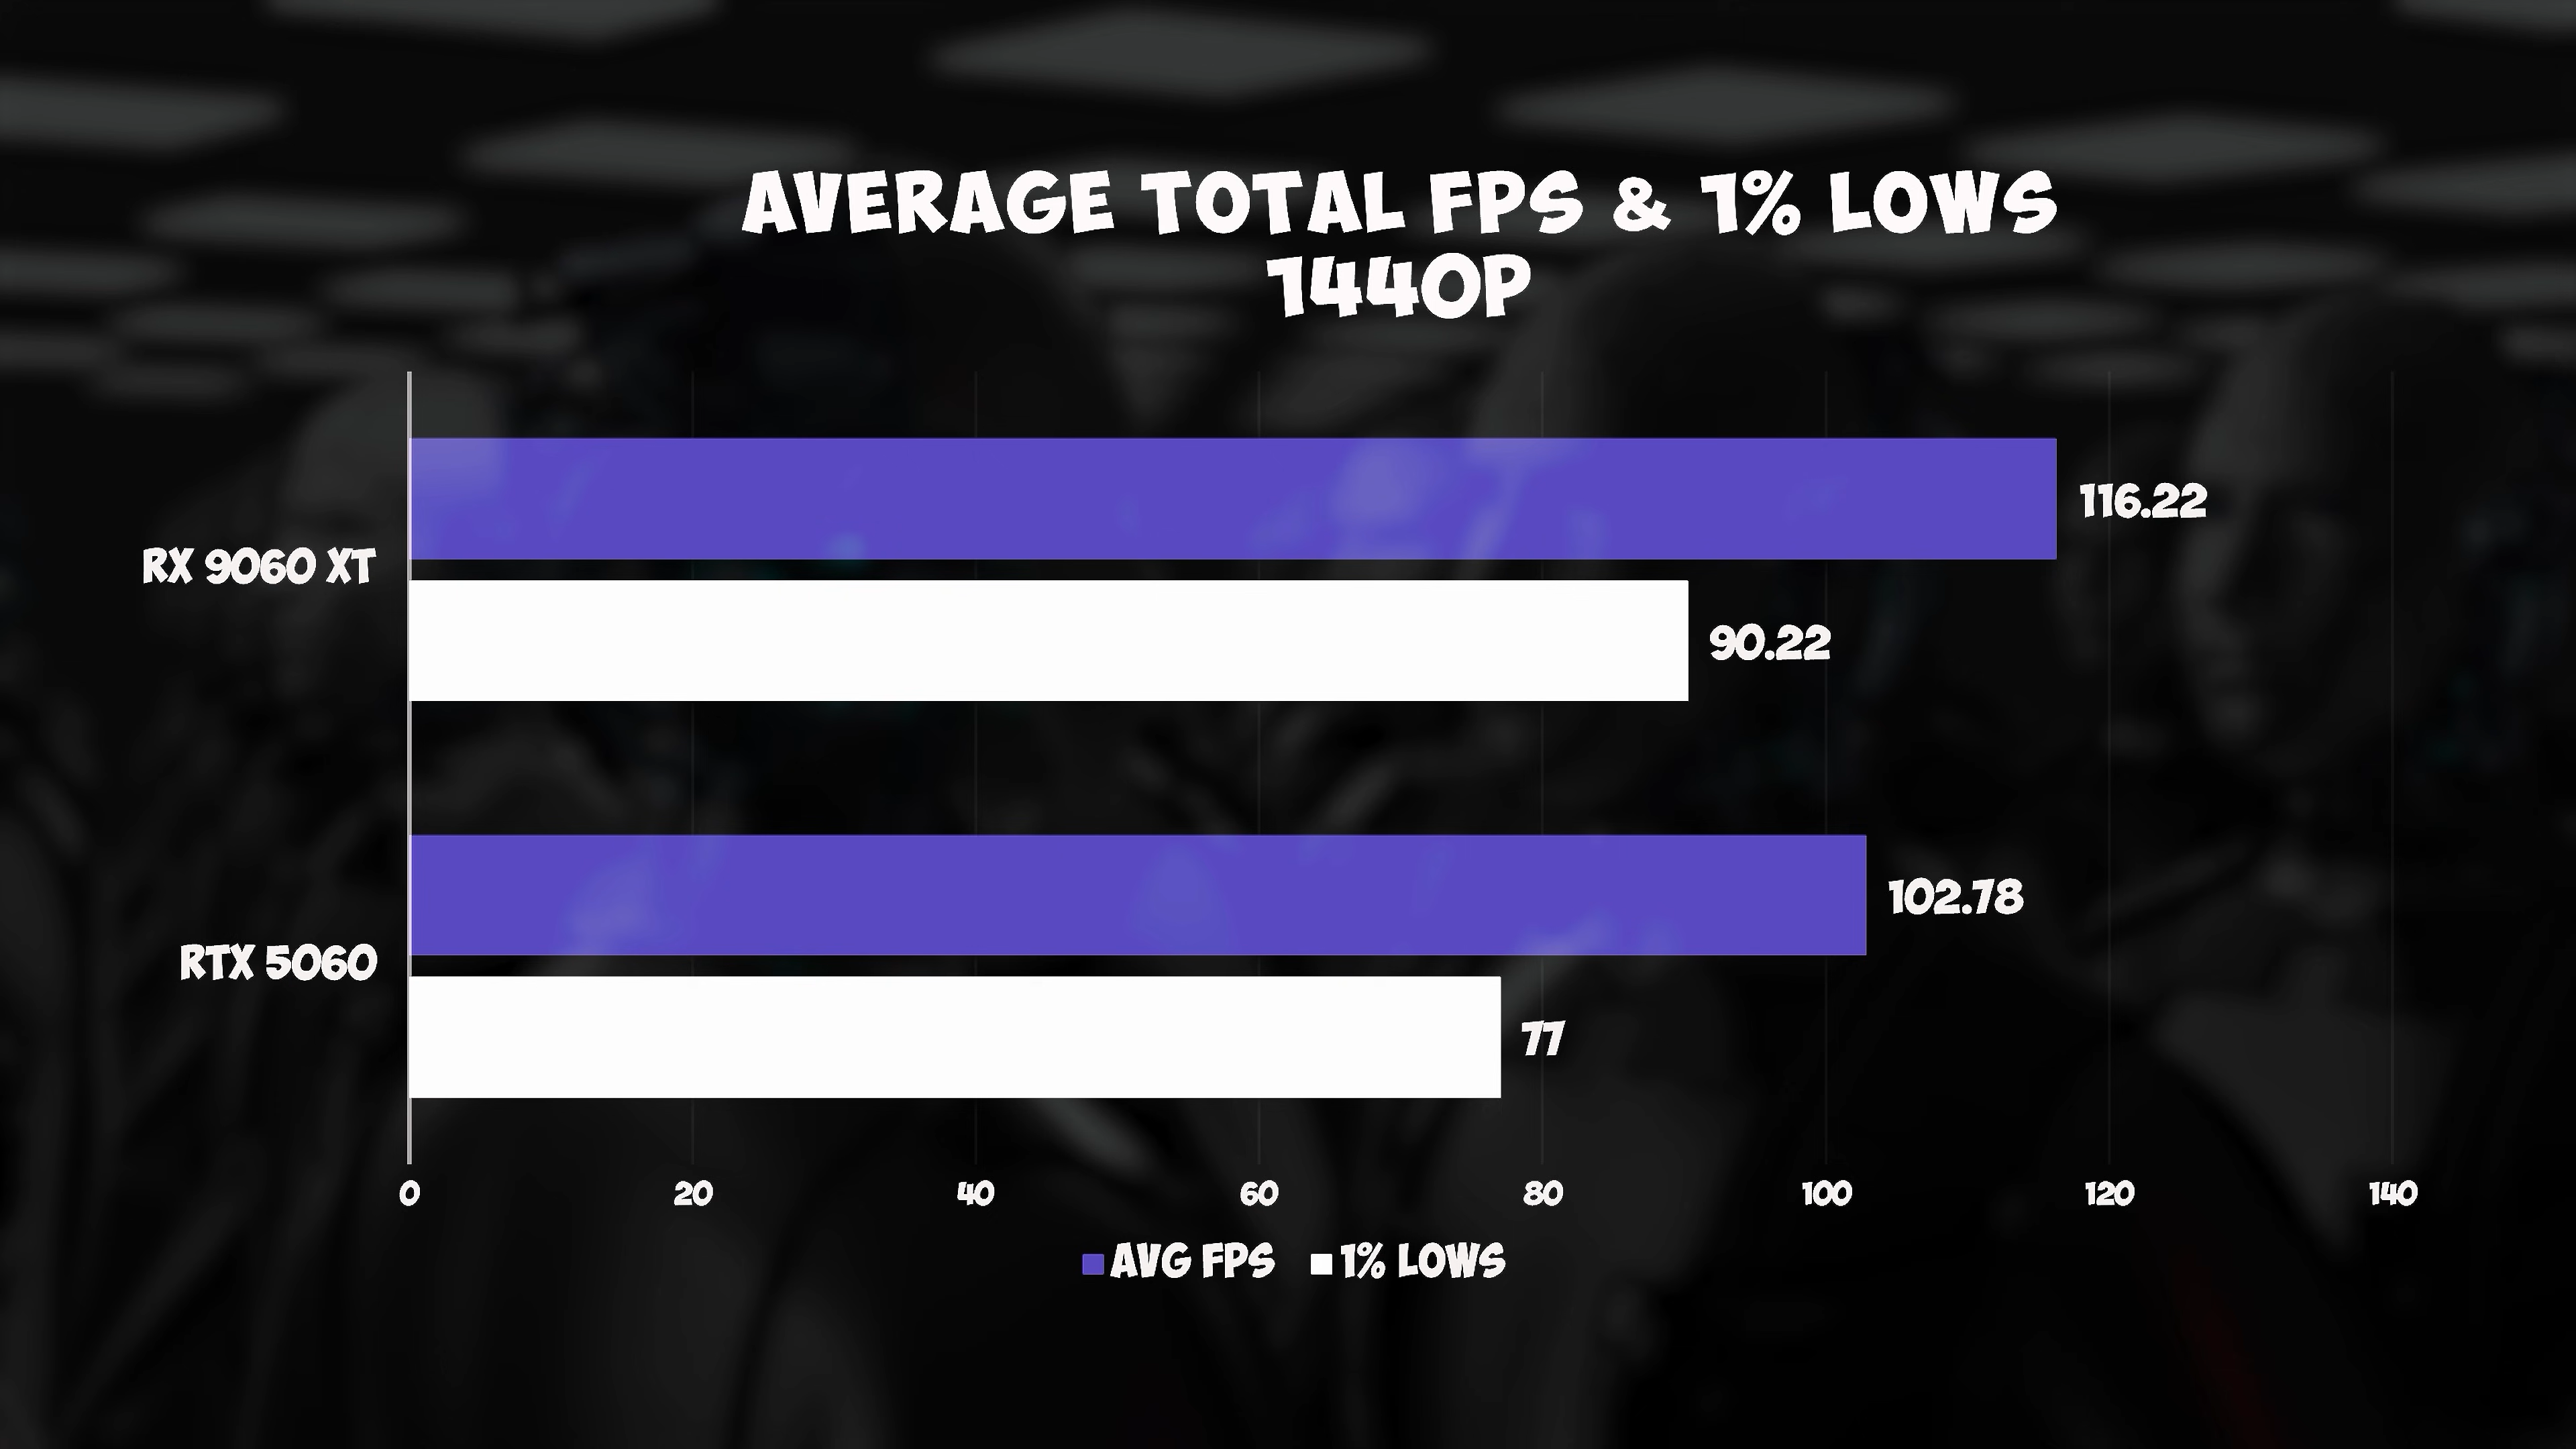 AVERAGE TOTAL FPS & 1% LOWS
1440P
116.22
RX 9060 XT
90.22
102.78
RTX 5060
77
0 20 40 60 80 100 120 140
AVG FPS 1% LOWS